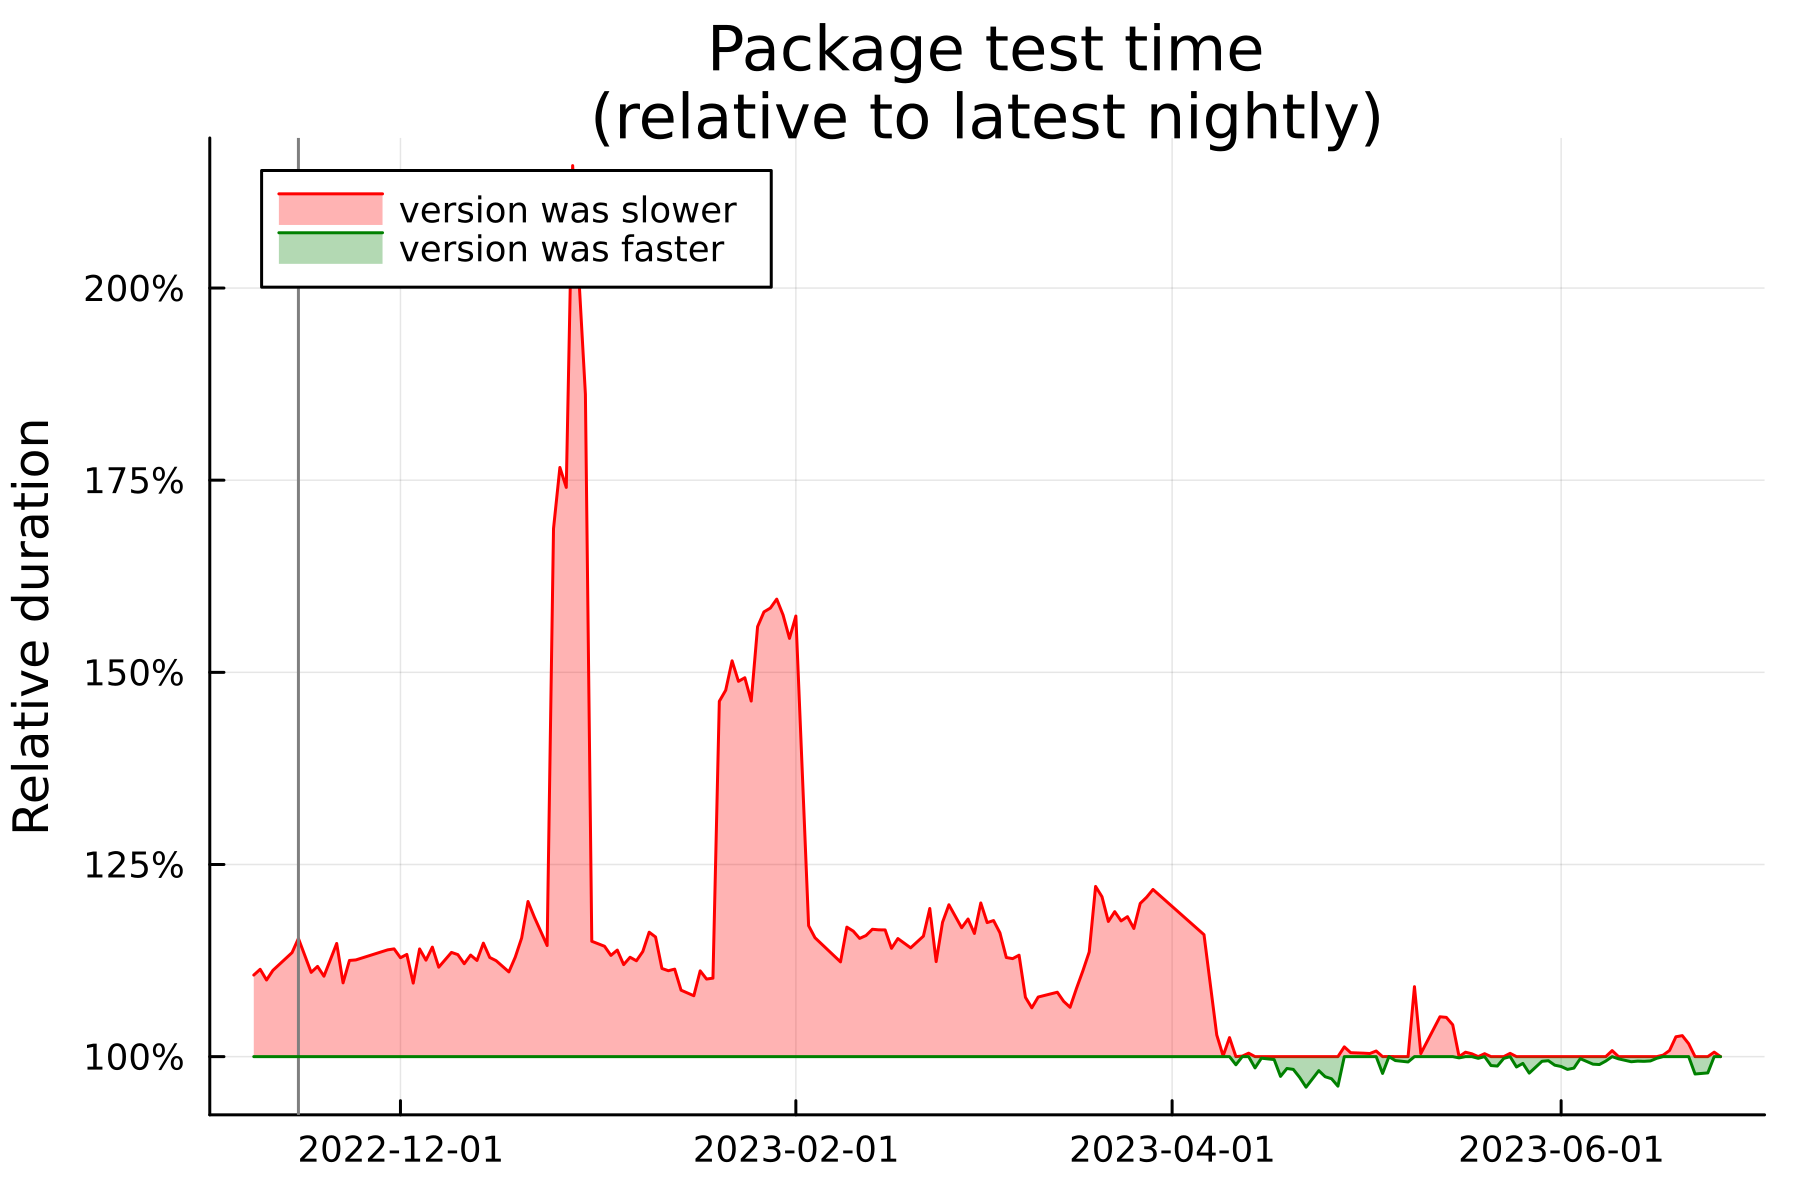 Package test time
(relative to latest nightly)
version was slower
version was faster
200%
175%
150%
125%
100%
Relative duration
2022-12-01
2023-02-01
2023-04-01
2023-06-01